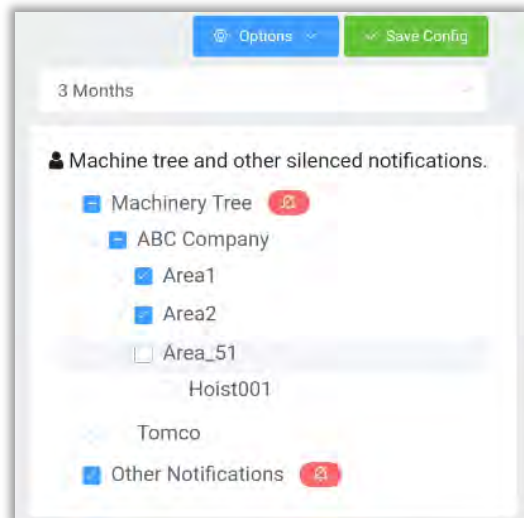 Options
Save Config
3 Months
Machine tree and other silenced notifications.
Machinery Tree
ABC Company
Area1
Area2
Area_51
Hoist001
Tomco
Other Notifications